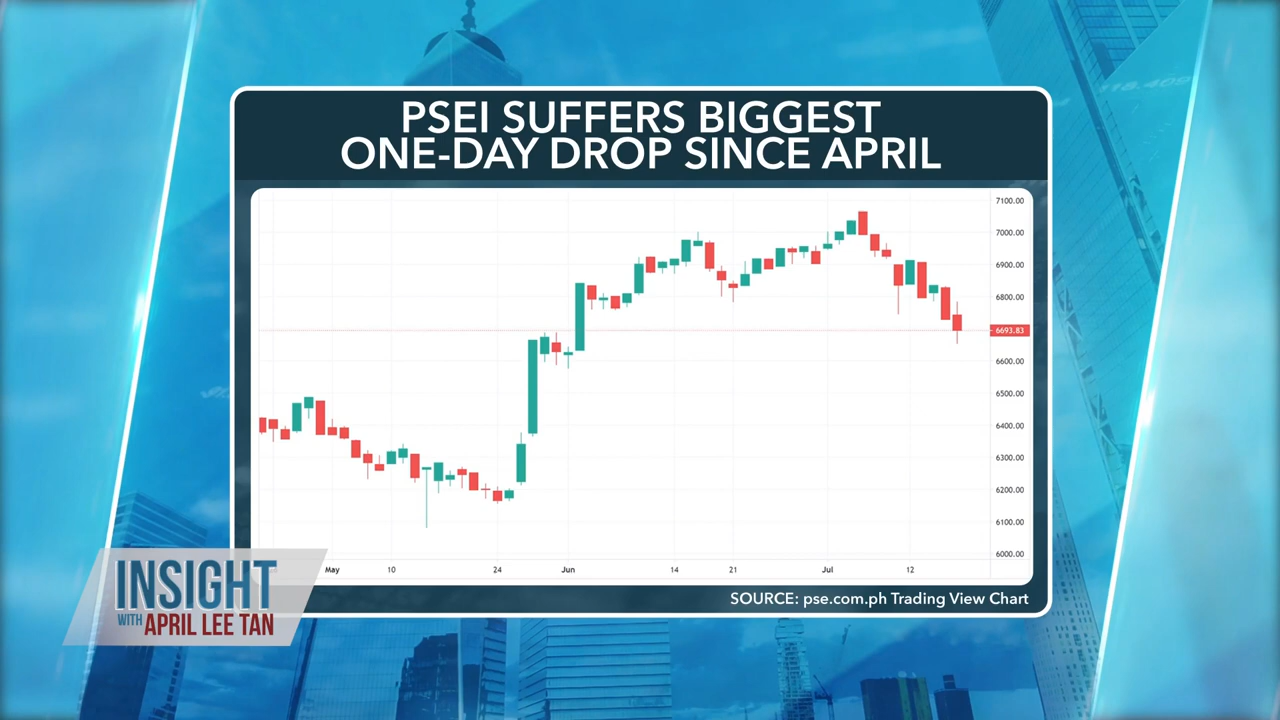 PSEI SUFFERS BIGGEST
ONE-DAY DROP SINCE APRIL
7100.00
7000.00
6900.00
6800.00
6693.83
6600.00
6500.00
6400.00
6300.00
6200.00
6100.00
6000.00
May 10 24 Jun 14 21 Jul 12
SOURCE: pse.com.ph Trading View Chart
INSIGHT
WITH APRIL LEE TAN